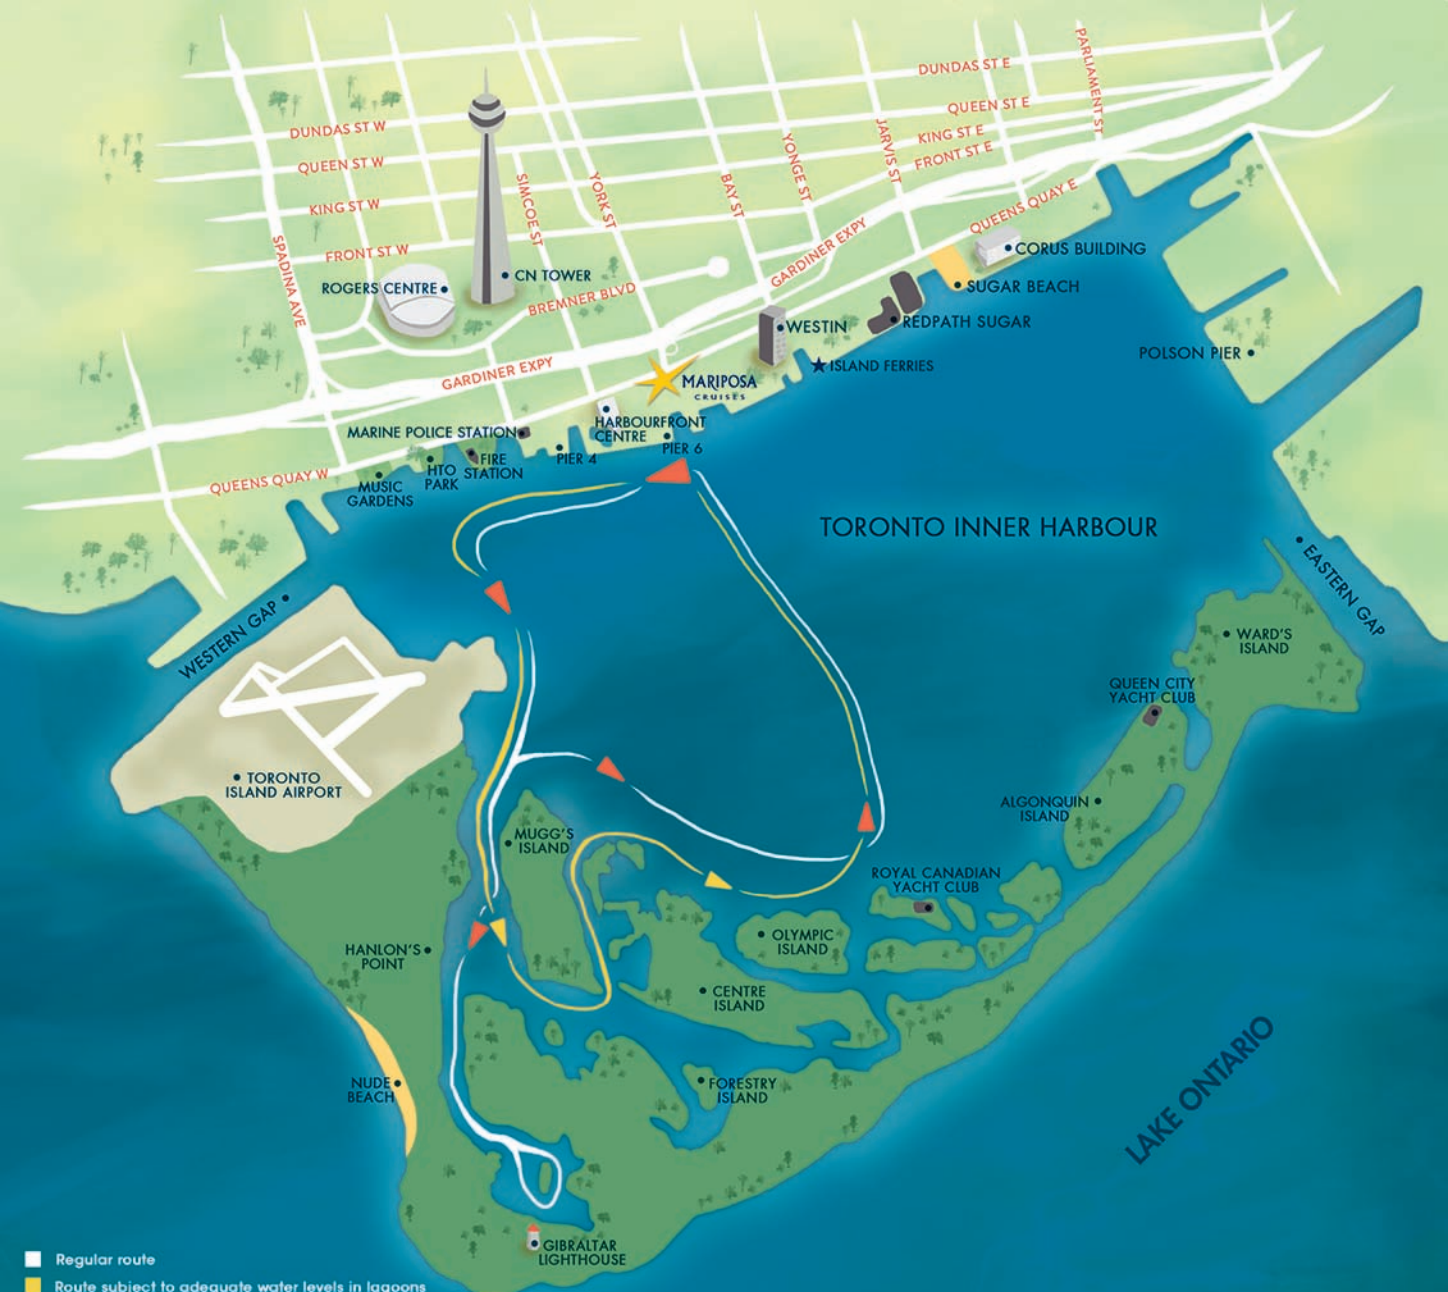 DUNDAS ST E
PARLIAMENT ST
QUEEN ST E
KING ST E
FRONT ST E
DUNDAS ST W
QUEEN ST W
KING ST W
FRONT ST W
SPADINA AVE
SIMCOE ST
YORK ST
BAY ST
YONGE ST
JARVIS ST
QUEENS QUAY E
GARDINER EXPY
CORUS BUILDING
CN TOWER
ROGERS CENTRE
BREMNER BLVD
SUGAR BEACH
REDPATH SUGAR
WESTIN
ISLAND FERRIES
POLSON PIER
GARDINER EXPY
MARIPOSA
CRUISES
HARBOURFRONT
CENTRE
PIER 6
MARINE POLICE STATION
PIER 4
FIRE
STATION
HTO
PARK
MUSIC
GARDENS
QUEENS QUAY W
TORONTO INNER HARBOUR
EASTERN GAP
WESTERN GAP
WARD'S
ISLAND
QUEEN CITY
YACHT CLUB
TORONTO
ISLAND AIRPORT
ALGONQUIN
ISLAND
MUGG'S
ISLAND
ROYAL CANADIAN
YACHT CLUB
HANLON'S
POINT
OLYMPIC
ISLAND
CENTRE
ISLAND
NUDE
BEACH
FORESTRY
ISLAND
LAKE ONTARIO
GIBRALTAR
LIGHTHOUSE
Regular route
Route subject to adequate water levels in lagoons